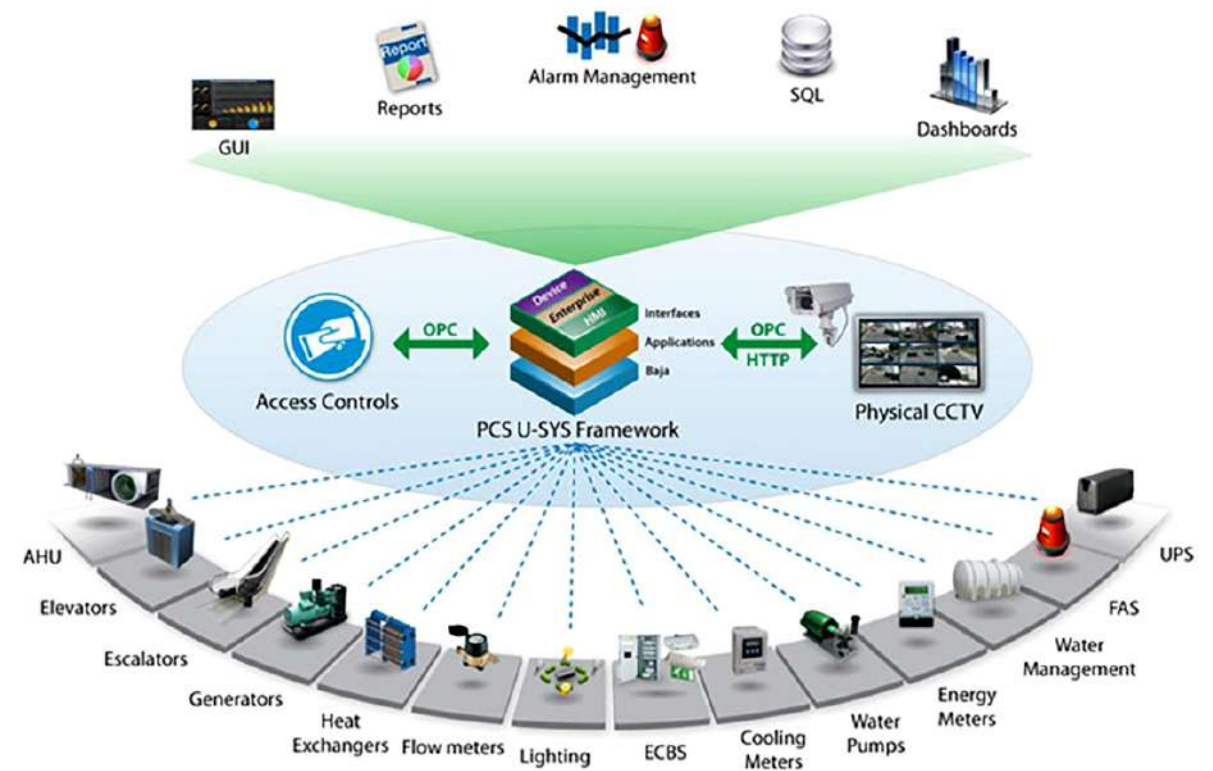 Report
Alarm Management
Reports
SQL
Dashboards
GUI
Device
Enterprise
HMI
Interfaces
Applications
Baja
OPC
OPC
HTTP
Access Controls
Physical CCTV
PCS U-SYS Framework
AHU
Elevators
Escalators
Generators
Heat
Exchangers
Flow meters
Lighting
ECBS
Cooling
Meters
Water
Pumps
Energy
Meters
Water
Management
FAS
UPS